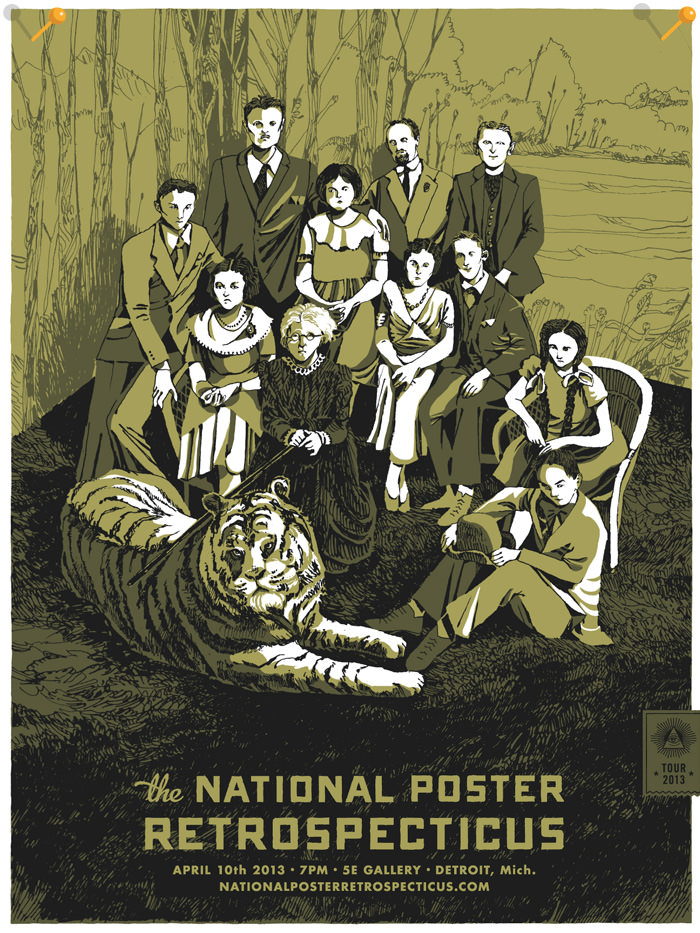 TOUR
2013
the NATIONAL POSTER
RETROSPECTICUS
APRIL 10th 2013 • 7PM • 5E GALLERY • DETROIT, Mich.
NATIONALPOSTERRETROSPECTICUS.COM